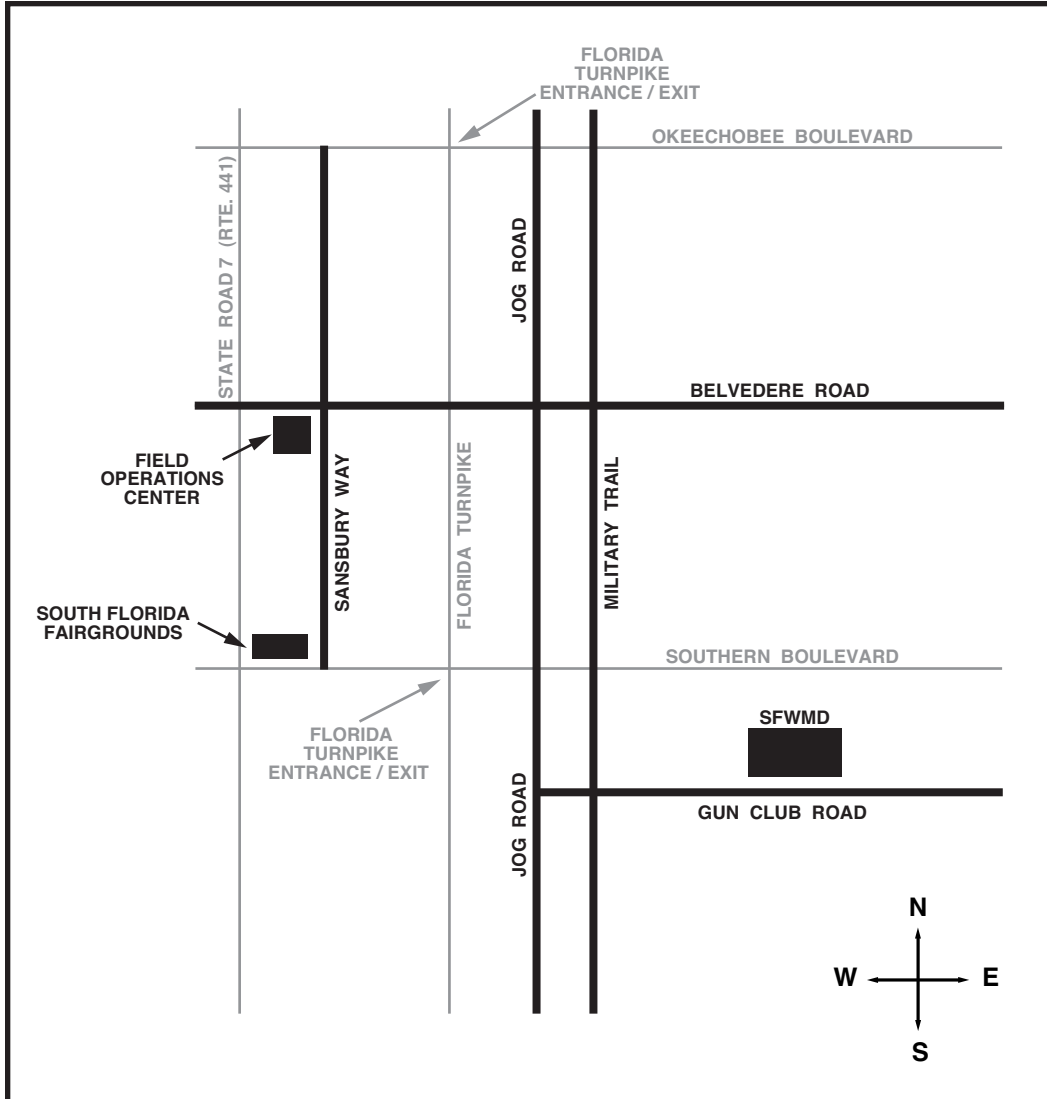 FLORIDA
TURNPIKE
ENTRANCE / EXIT
OKEECHOBEE BOULEVARD
STATE ROAD 7 (RTE. 441)
JOG ROAD
BELVEDERE ROAD
FIELD
OPERATIONS
CENTER
SANSBURY WAY
FLORIDA TURNPIKE
MILITARY TRAIL
SOUTH FLORIDA
FAIRGROUNDS
SOUTHERN BOULEVARD
FLORIDA
TURNPIKE
ENTRANCE / EXIT
SFWMD
JOG ROAD
GUN CLUB ROAD
N
W
E
S